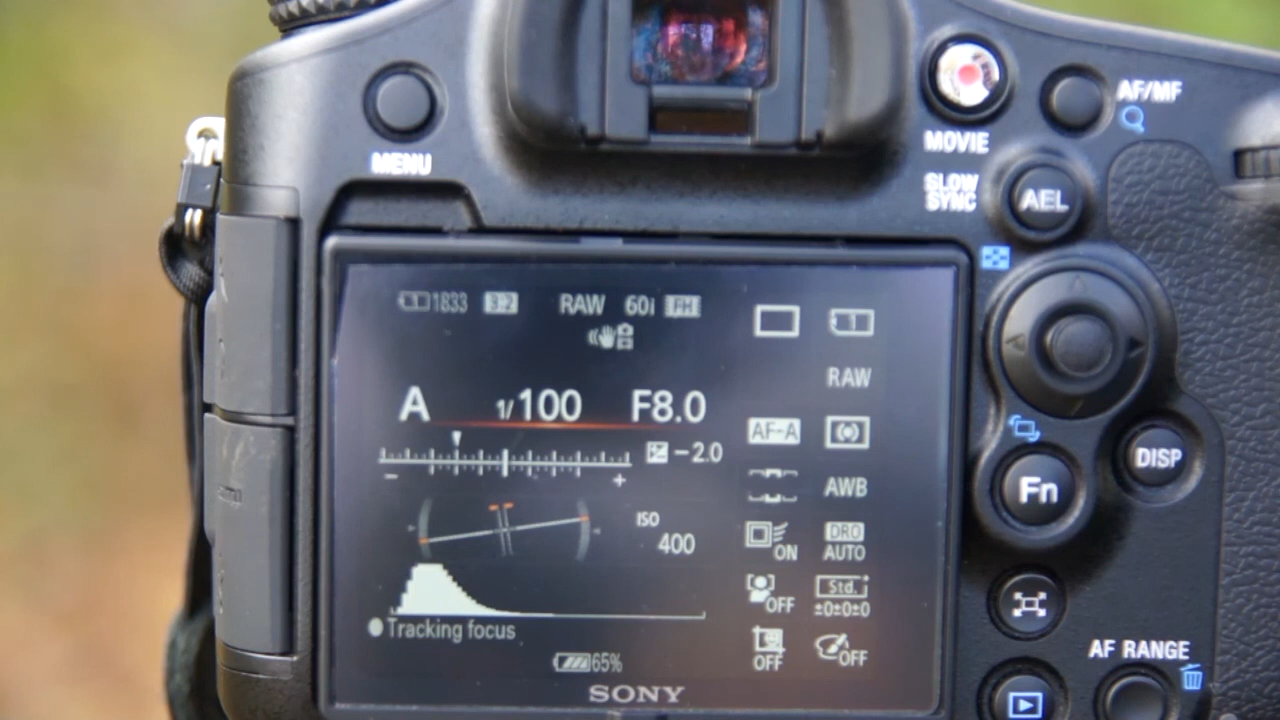 MENU
MOVIE
AF/MF
SLOW
SYNC
AEL
1 1833 3:2 RAW 60i FH
1
RAW
A 1/100 F8.0
AF-A
-2.0
- +
AWB
ISO
400
ON
DRO
AUTO
OFF
Std.
±0±0±0
Tracking focus
OFF
OFF
65%
SONY
Fn
DISP
AF RANGE